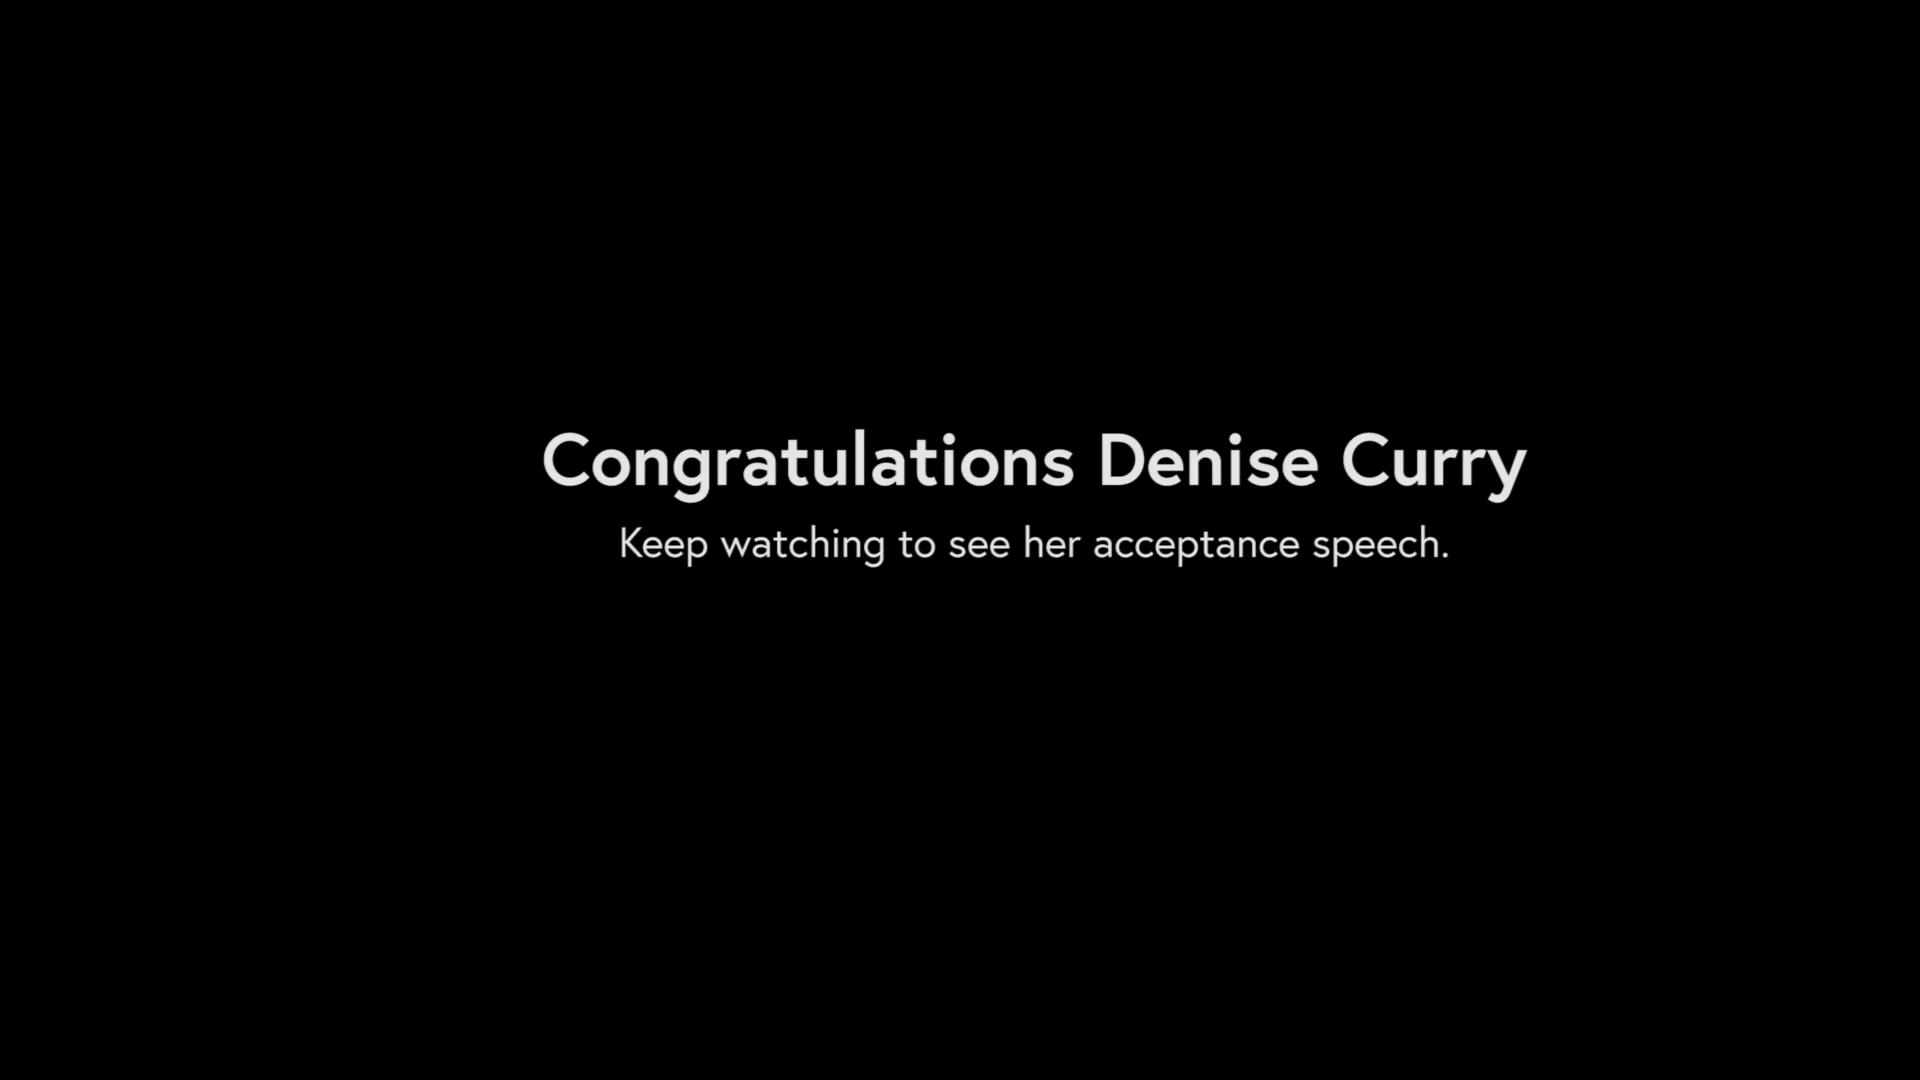 Congratulations Denise Curry
Keep watching to see her acceptance speech.